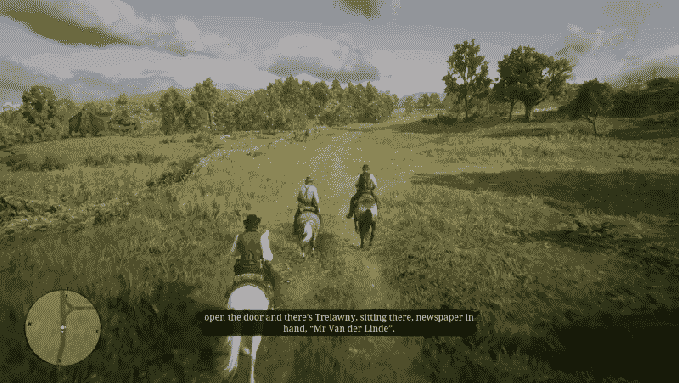 open the door and there's Trelawny, sitting there, newspaper in
hand, "Mr Van der Linde".